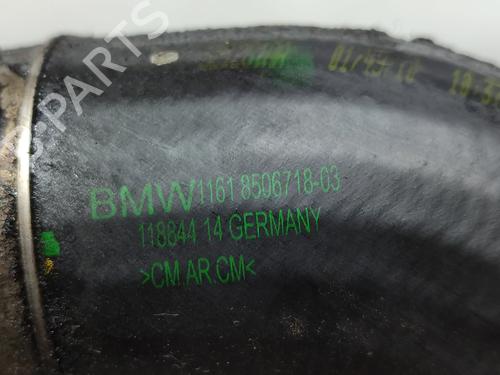 BMW 1161 8506718-03
118844 14 GERMANY
>CM.AR.CM<
B-PARTS